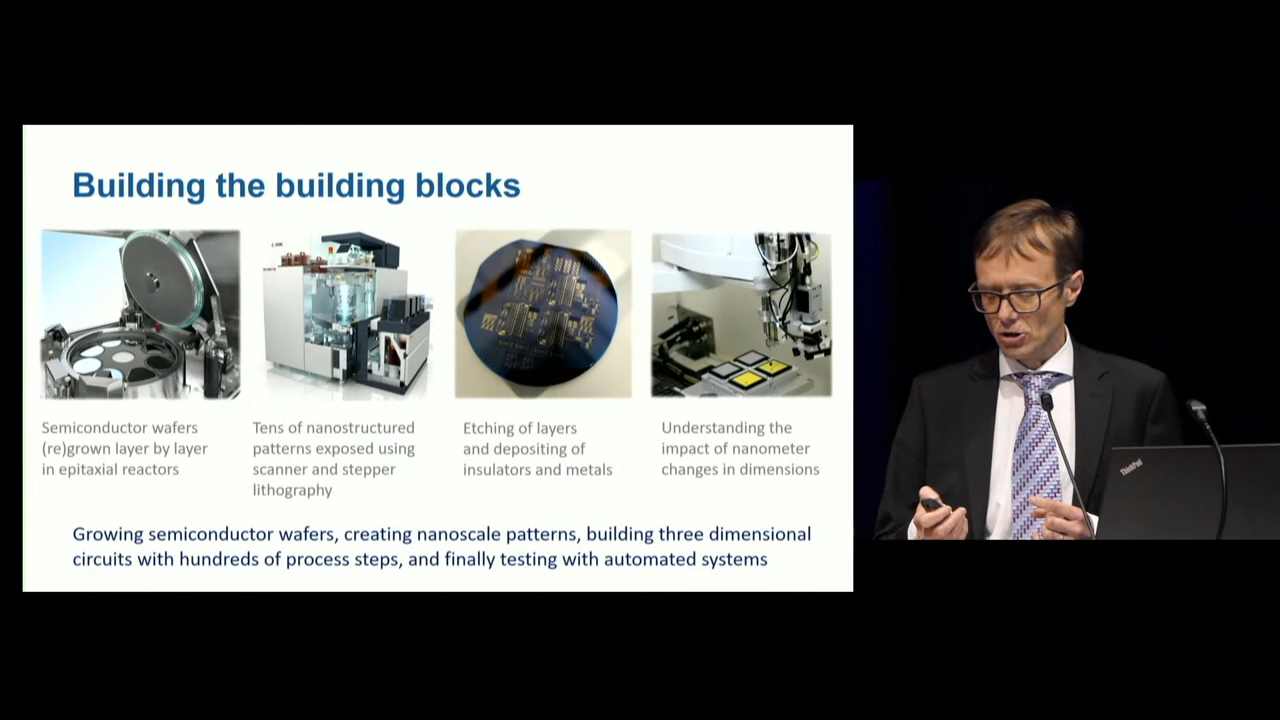 Building the building blocks
Semiconductor wafers
(re)grown layer by layer
in epitaxial reactors
Tens of nanostructured
patterns exposed using
scanner and stepper
lithography
Etching of layers
and depositing of
insulators and metals
Understanding the
impact of nanometer
changes in dimensions
Growing semiconductor wafers, creating nanoscale patterns, building three dimensional
circuits with hundreds of process steps, and finally testing with automated systems
ThinkPad